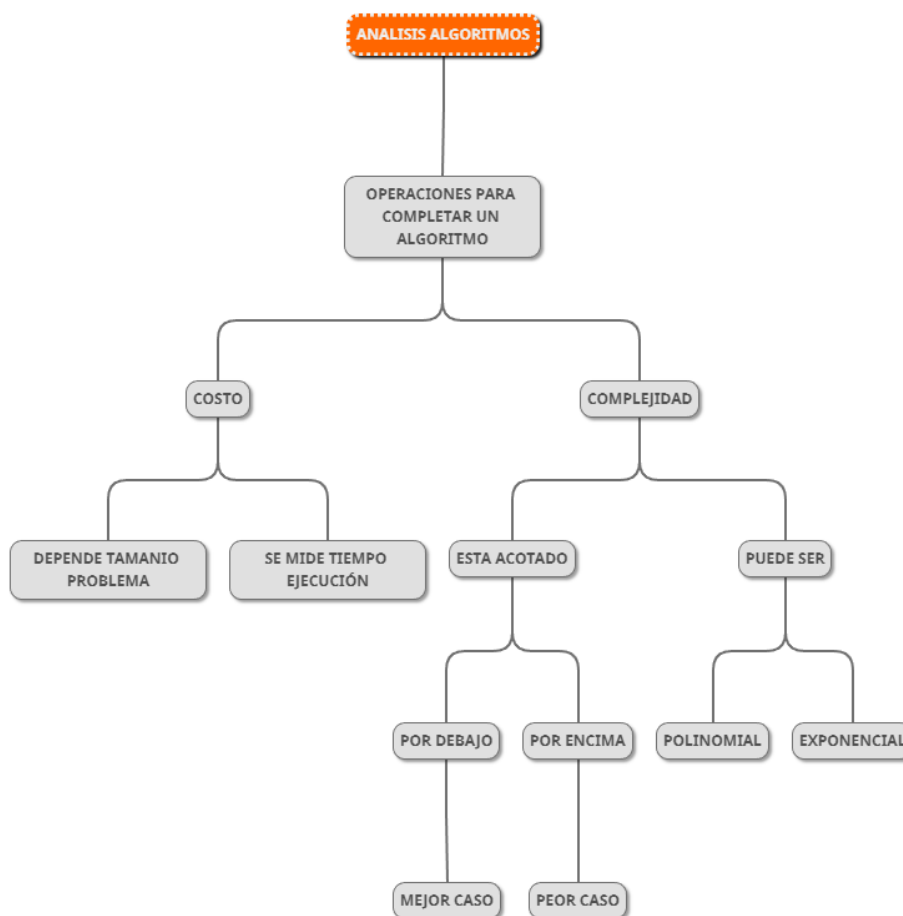 ANALISIS ALGORITMOS
OPERACIONES PARA
COMPLETAR UN
ALGORITMO
COSTO
COMPLEJIDAD
DEPENDE TAMANIO
PROBLEMA
SE MIDE TIEMPO
EJECUCIÓN
ESTA ACOTADO
PUEDE SER
POR DEBAJO
POR ENCIMA
POLINOMIAL
EXPONENCIAL
MEJOR CASO
PEOR CASO